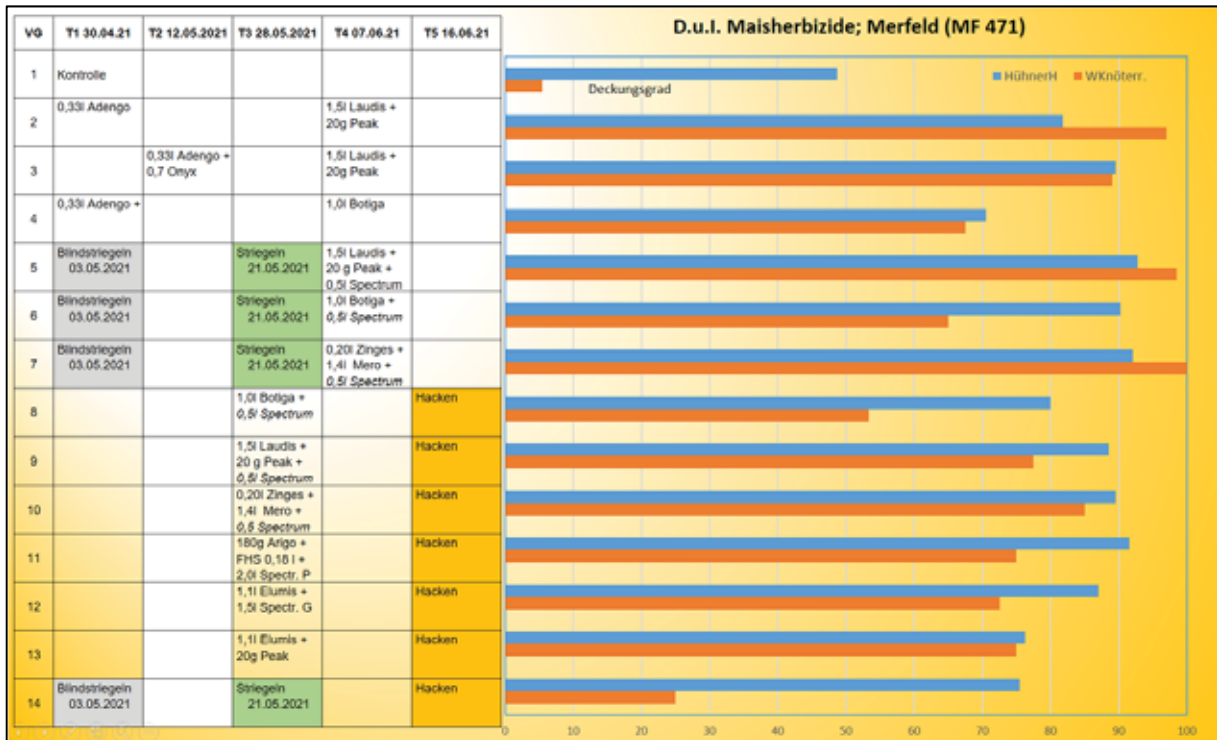 D.u.I. Maisherbizide; Merfeld (MF 471)
VG T1 30.04.21 T2 12.05.2021 T3 28.05.2021 T4 07.06.21 T5 16.06.21
HühnerH WKnöterr.
1 Kontrolle
Deckungsgrad
2 0,33l Adengo 1,5l Laudis +
20g Peak
3 0,33l Adengo + 1,5l Laudis +
0,7 Onyx 20g Peak
4 0,33l Adengo + 1,0l Botiga
5 Blindstriegeln Striegeln 1,5l Laudis +
03.05.2021 21.05.2021 20 g Peak +
0,5l Spectrum
6 Blindstriegeln Striegeln 1,0l Botiga +
03.05.2021 21.05.2021 0,5l Spectrum
7 Blindstriegeln Striegeln 0,20l Zinges +
03.05.2021 21.05.2021 1,4l Mero +
0,5l Spectrum
8 1,0l Botiga + Hacken
0,5l Spectrum
9 1,5l Laudis + Hacken
20 g Peak +
0,5l Spectrum
10 0,20l Zinges + Hacken
1,4l Mero +
0,5 Spectrum
11 180g Arigo + Hacken
FHS 0,18 l +
2,0l Spectr. P
12 1,1l Elumis + Hacken
1,5l Spectr. G
13 1,1l Elumis + Hacken
20g Peak
14 Blindstriegeln Striegeln Hacken
03.05.2021 21.05.2021
0 10 20 30 40 50 60 70 80 90 100